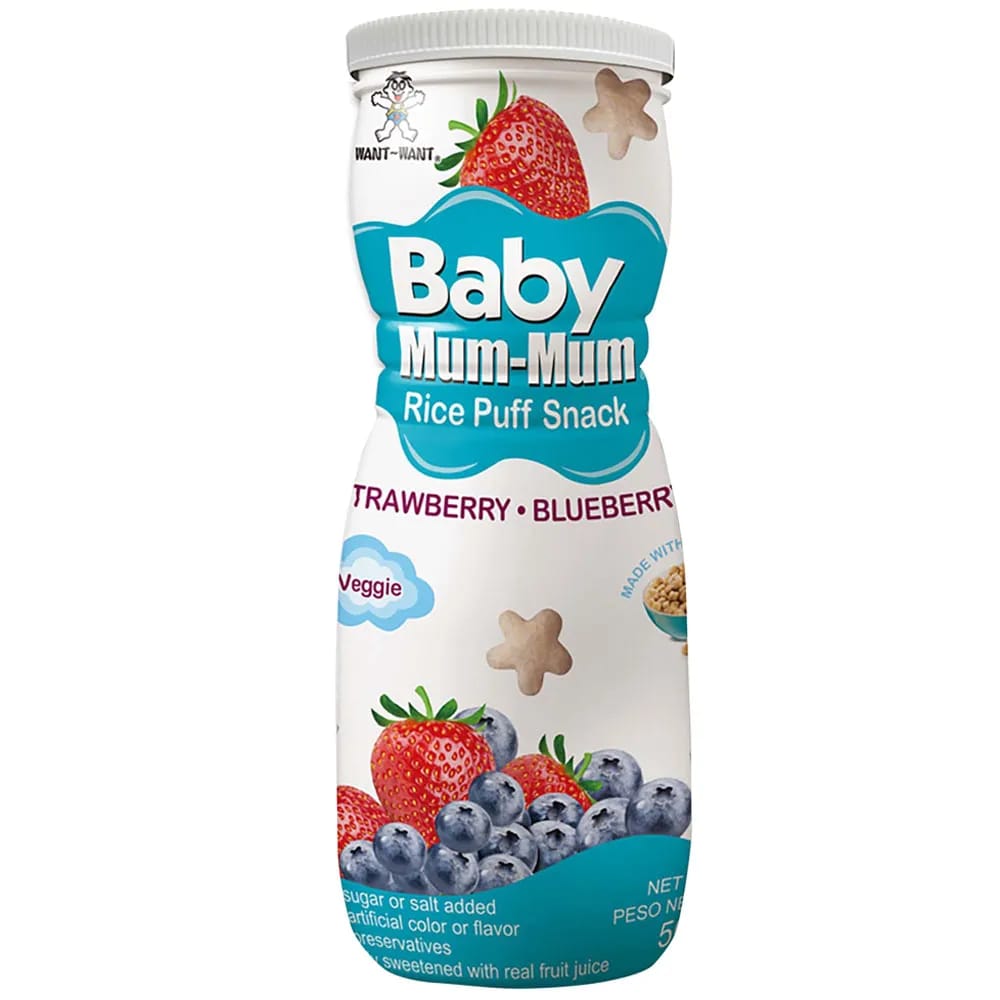 WANT~WANT®
Baby
Mum-Mum
Rice Puff Snack
TRAWBERRY • BLUEBERR
Veggie
MADE WITH
sugar or salt added
artificial color or flavor
preservatives
sweetened with real fruit juice
NET
PESO NE
5